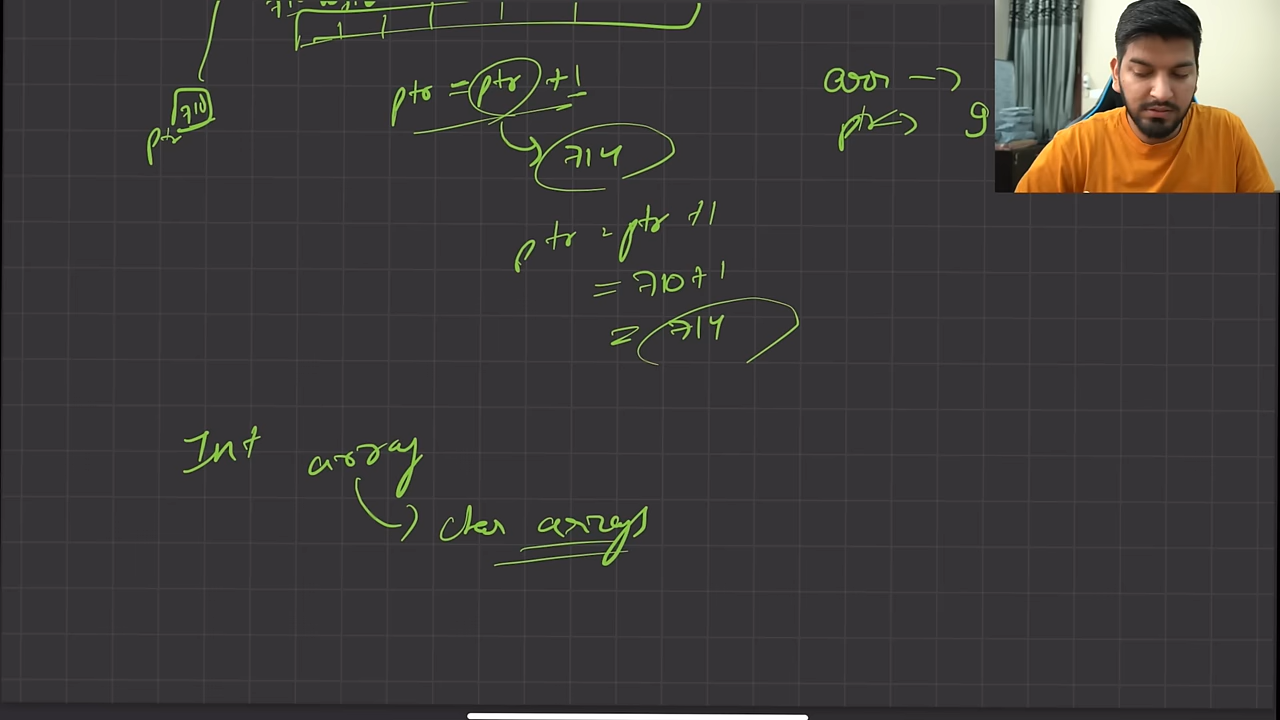 ptr = ptr + 1
arr ->
710
ptr
ptr <->
g
714
ptr = ptr + 1
= 710 + 1
= 714
Int array
char arrays